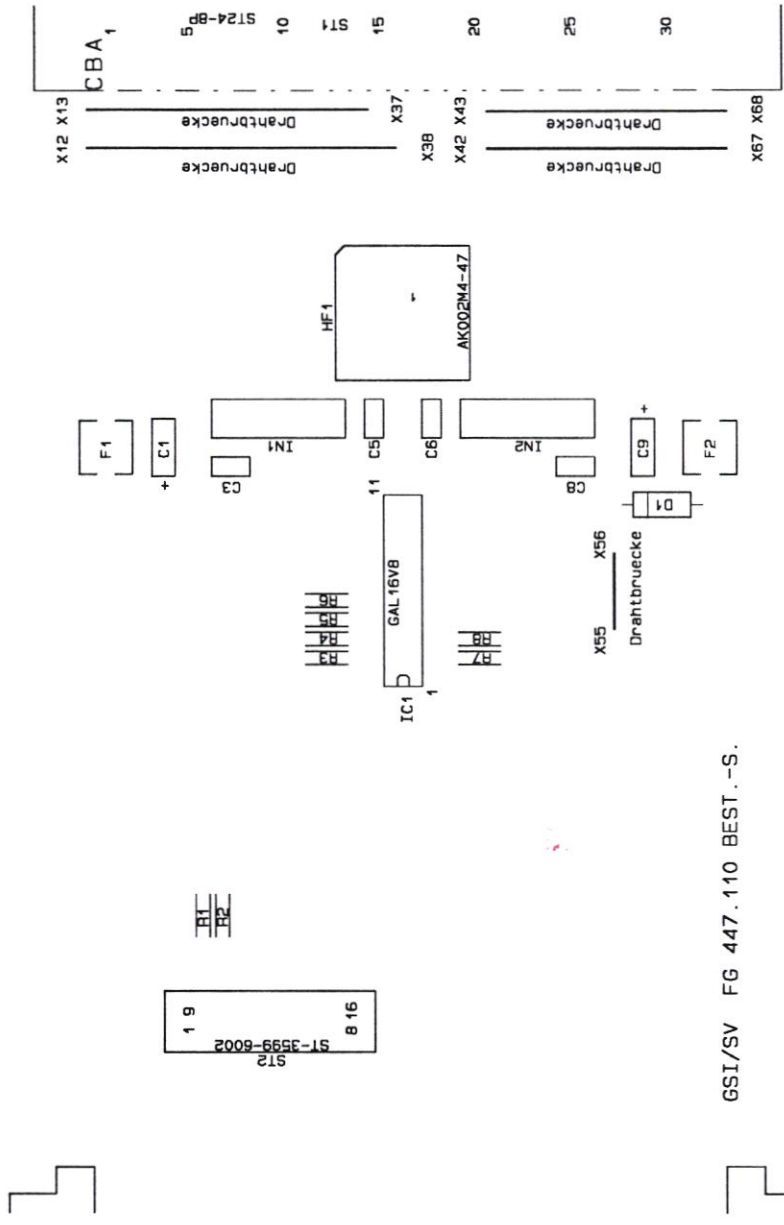 CBA
1
5
10
15
20
25
30
ST24-8P
ST1
X12 X13
Drahtbruecke
Drahtbruecke
X37
X38
X42 X43
Drahtbruecke
Drahtbruecke
X67 X68
HF1
1
AK002M4-47
F1
C1
+
IN1
C3
C5
C6
IN2
C8
C9
+
F2
D1
11
GAL16V8
IC1
1
R3
R4
R5
R6
R7
R8
X55 X56
Drahtbruecke
R1
R2
1 9
8 16
ST-3599-6002
ST2
GSI/SV FG 447.110 BEST.-S.